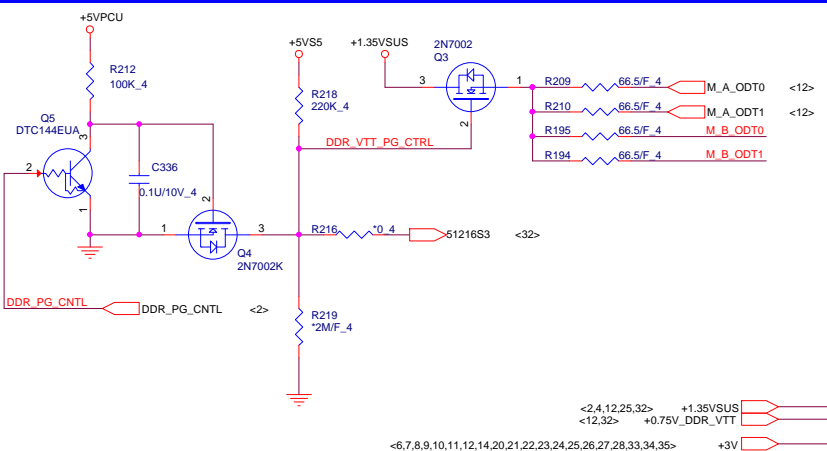 +5VPCU
R212
100K_4
Q5
DTC144EUA
3
2
1
C336
0.1U/10V_4
2
1
3
Q4
2N7002K
DDR_PG_CNTL
DDR_PG_CNTL <2>
+5VS5
R218
220K_4
DDR_VTT_PG_CTRL
R216 *0_4
51216S3 <32>
R219
*2M/F_4
+1.35VSUS
2N7002
Q3
3
1
2
R209 66.5/F_4 M_A_ODT0 <12>
R210 66.5/F_4 M_A_ODT1 <12>
R195 66.5/F_4 M_B_ODT0
R194 66.5/F_4 M_B_ODT1
<2,4,12,25,32> +1.35VSUS
<12,32> +0.75V_DDR_VTT
<6,7,8,9,10,11,12,14,20,21,22,23,24,25,26,27,28,33,34,35> +3V